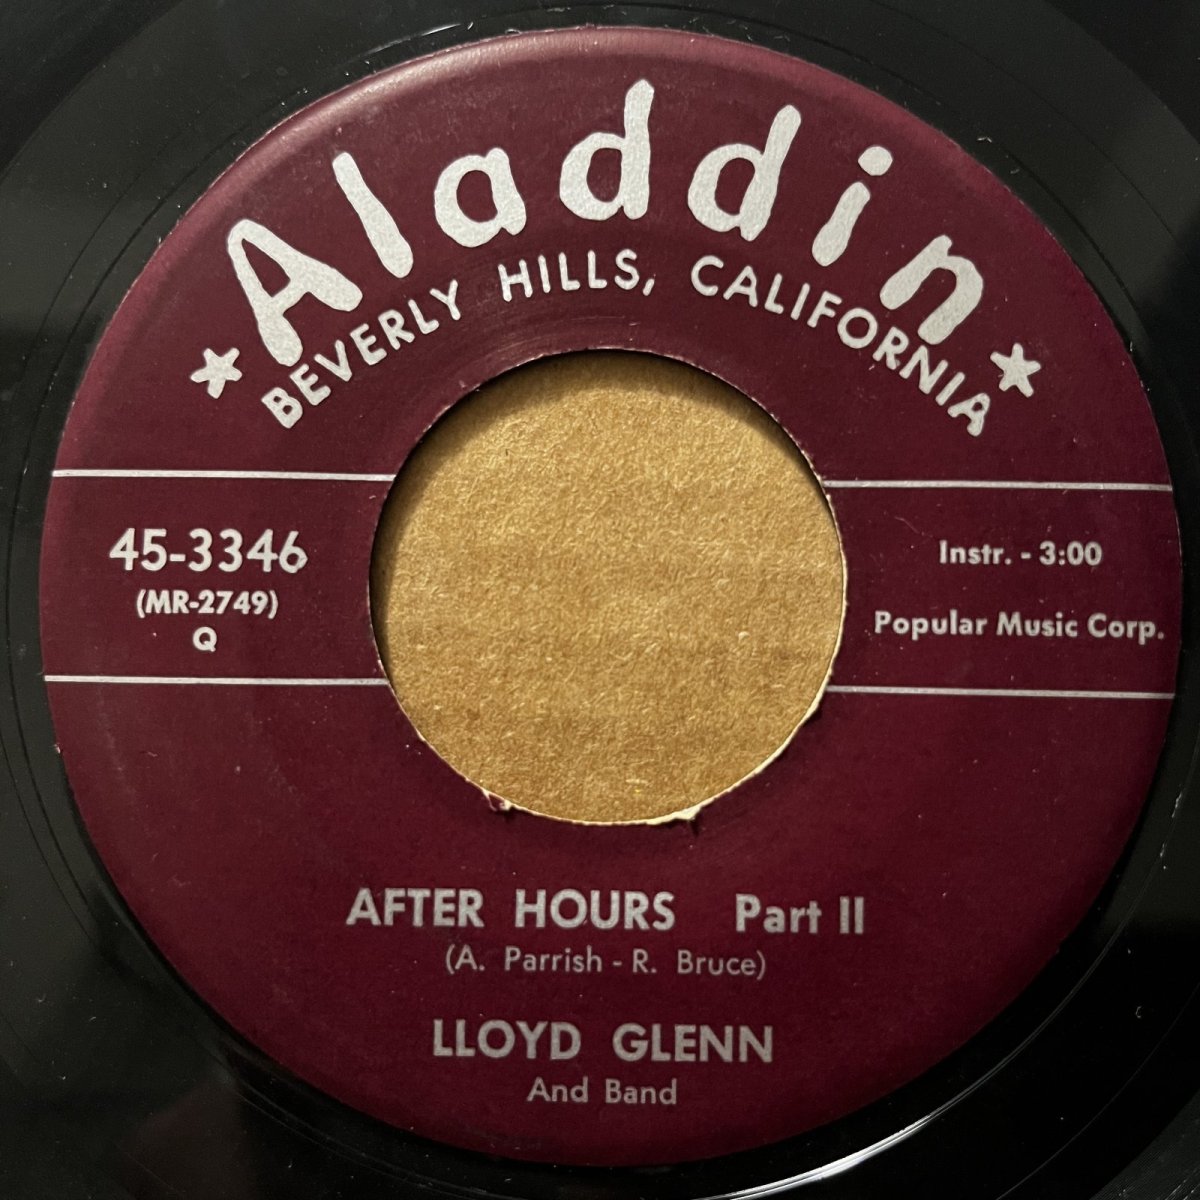 Aladdin
★ BEVERLY HILLS, CALIFORNIA ★
45-3346
(MR-2749)
Q
Instr. - 3:00
Popular Music Corp.
AFTER HOURS Part II
(A. Parrish - R. Bruce)
LLOYD GLENN
And Band